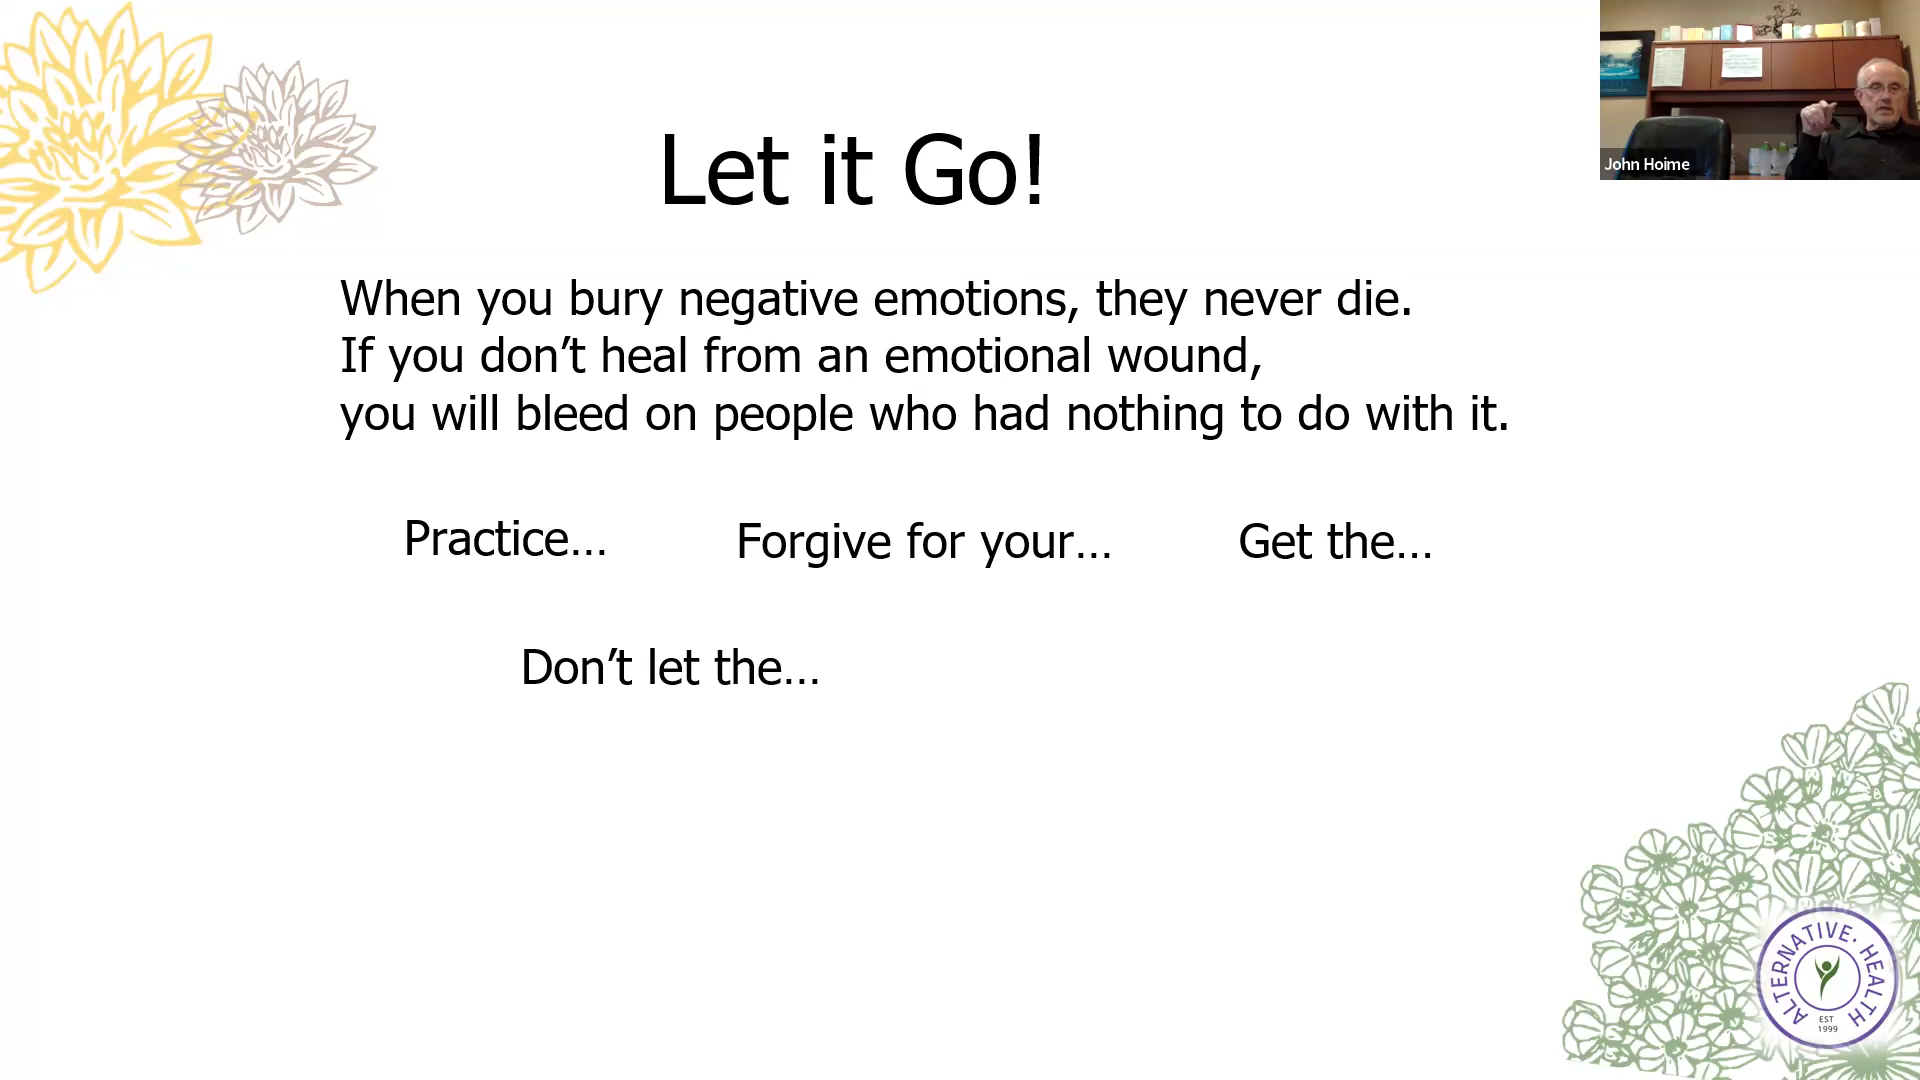 Let it Go!
When you bury negative emotions, they never die.
If you don’t heal from an emotional wound,
you will bleed on people who had nothing to do with it.
Practice…
Forgive for your…
Get the…
Don’t let the…
John Hoime
ALTERNATIVE · HEALTH
EST
1999